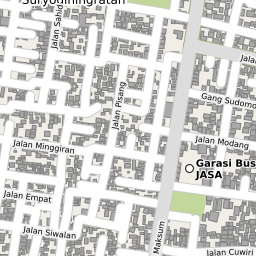 Suryodiningratan
Jalan Sahid
Jalan Pisang
Gang Sudomo
Jalan Modang
Jalan Minggiran
Garasi Bus
JASA
Jalan Empat
Jalan Siwalan
Maksum
Jalan Cuwiri